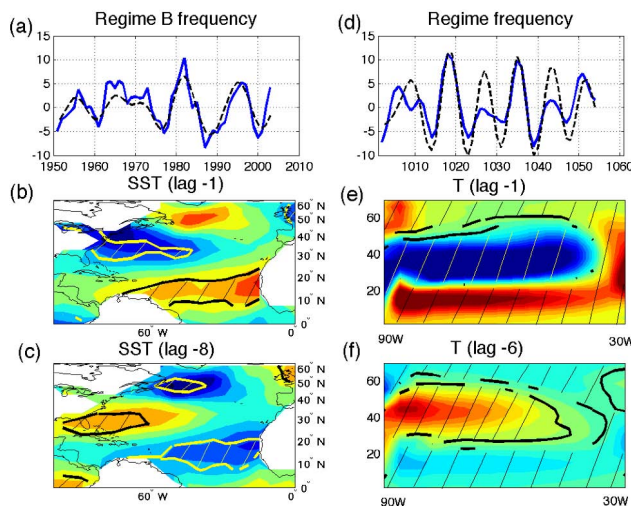 (a) Regime B frequency
15
10
5
0
-5
-10
1950 1960 1970 1980 1990 2000 2010
(b) SST (lag -1)
60° N
50° N
40° N
30° N
20° N
10° N
0°
60° W 0°
(c) SST (lag -8)
60° N
50° N
40° N
30° N
20° N
10° N
0°
60° W 0°
(d) Regime frequency
15
10
5
0
-5
-10
1010 1020 1030 1040 1050 1060
(e) T (lag -1)
60
40
20
90W 30W
(f) T (lag -6)
60
40
20
90W 30W